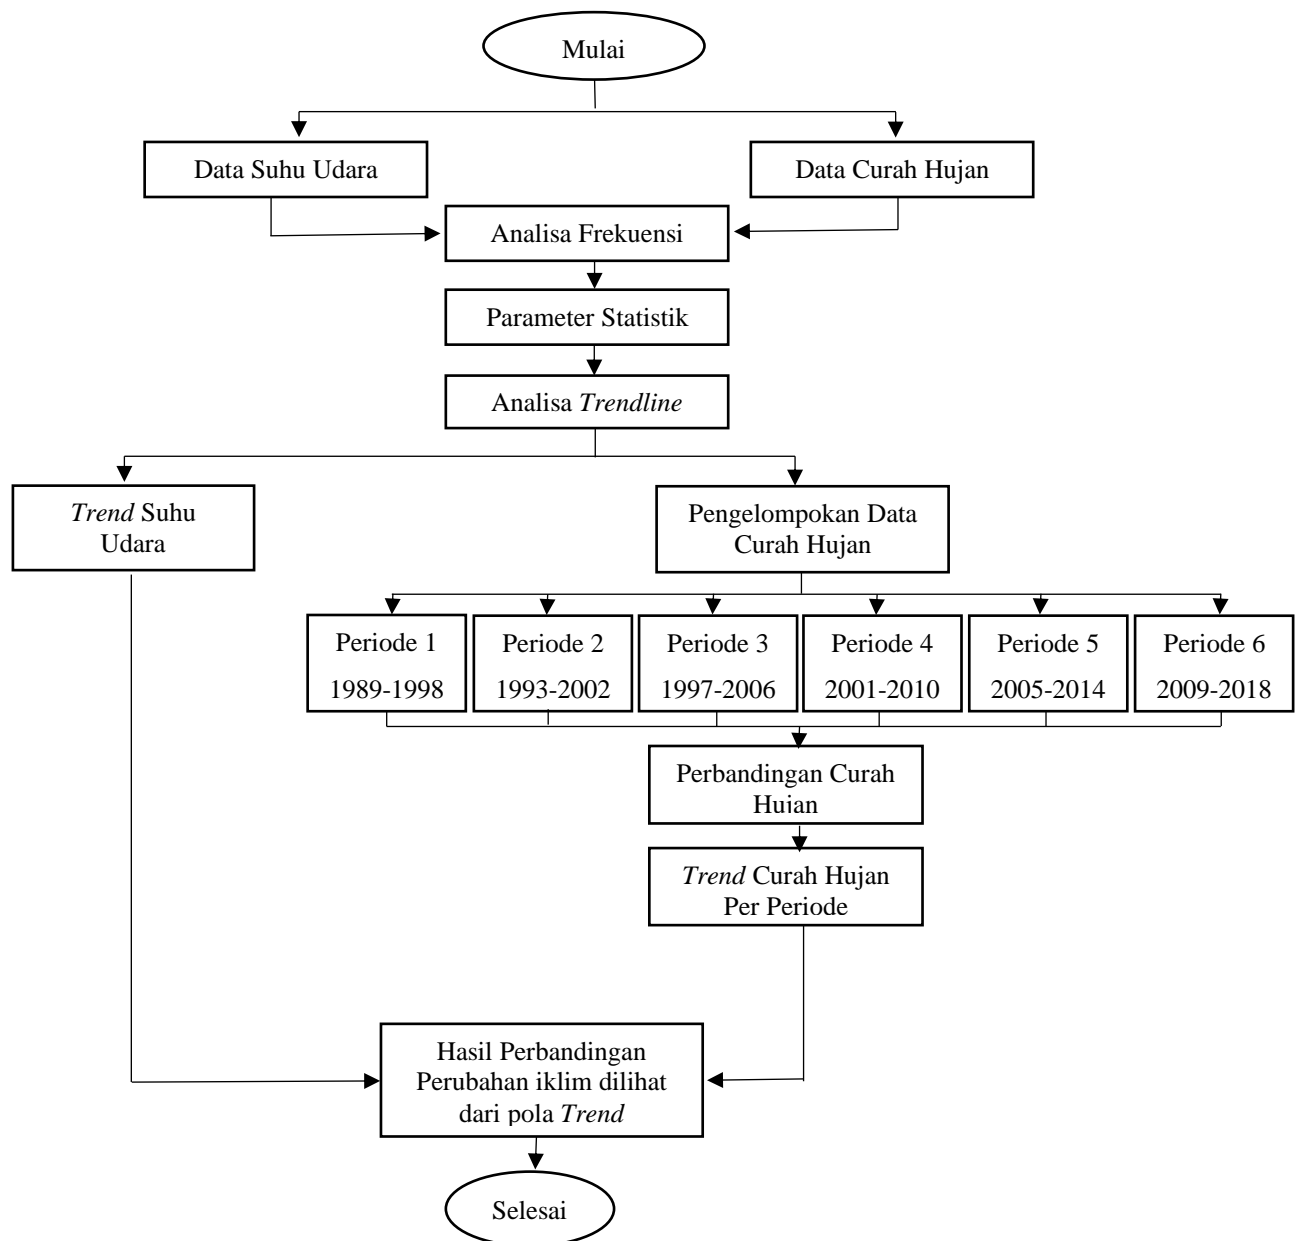 Mulai
Data Suhu Udara
Data Curah Hujan
Analisa Frekuensi
Parameter Statistik
Analisa Trendline
Trend Suhu
Udara
Pengelompokan Data
Curah Hujan
Periode 1
1989-1998
Periode 2
1993-2002
Periode 3
1997-2006
Periode 4
2001-2010
Periode 5
2005-2014
Periode 6
2009-2018
Perbandingan Curah
Hujan
Trend Curah Hujan
Per Periode
Hasil Perbandingan
Perubahan iklim dilihat
dari pola Trend
Selesai